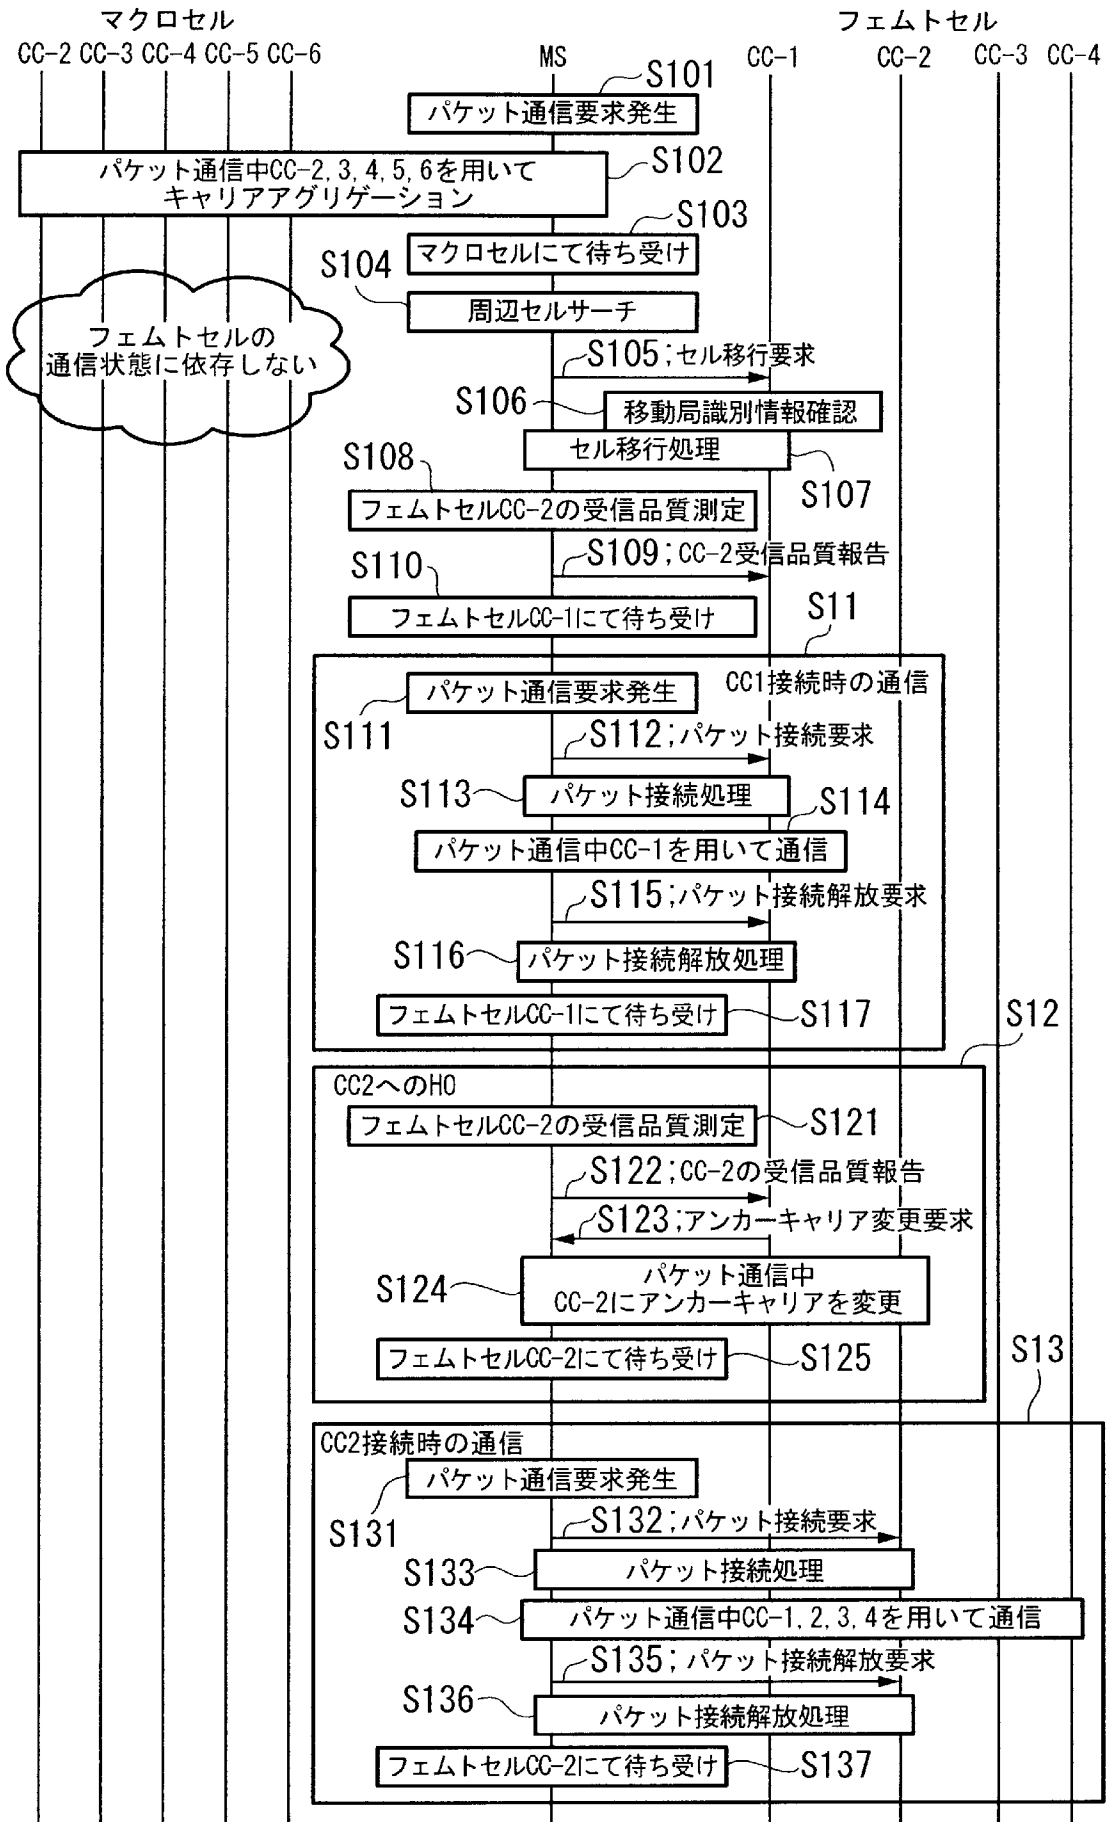 マクロセル
フェムトセル
CC-2 CC-3 CC-4 CC-5 CC-6
MS
CC-1
CC-2
CC-3
CC-4
S101
パケット通信要求発生
S102
パケット通信中CC-2, 3, 4, 5, 6を用いて
キャリアアグリゲーション
S103
マクロセルにて待ち受け
S104
周辺セルサーチ
フェムトセルの
通信状態に依存しない
S105;セル移行要求
S106
移動局識別情報確認
セル移行処理
S107
S108
フェムトセルCC-2の受信品質測定
S109;CC-2受信品質報告
S110
フェムトセルCC-1にて待ち受け
S11
CC1接続時の通信
パケット通信要求発生
S111
S112;パケット接続要求
S113
パケット接続処理
S114
パケット通信中CC-1を用いて通信
S115;パケット接続解放要求
S116
パケット接続解放処理
フェムトセルCC-1にて待ち受け
S117
S12
CC2へのHO
フェムトセルCC-2の受信品質測定
S121
S122;CC-2の受信品質報告
S123;アンカーキャリア変更要求
S124
パケット通信中
CC-2にアンカーキャリアを変更
フェムトセルCC-2にて待ち受け
S125
S13
CC2接続時の通信
パケット通信要求発生
S131
S132;パケット接続要求
S133
パケット接続処理
S134
パケット通信中CC-1, 2, 3, 4を用いて通信
S135;パケット接続解放要求
S136
パケット接続解放処理
フェムトセルCC-2にて待ち受け
S137